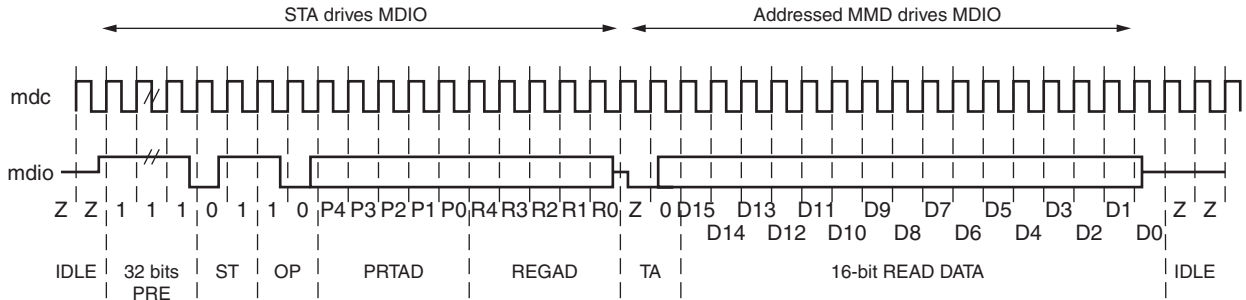 STA drives MDIO Addressed MMD drives MDIO
mdc
mdio
Z Z 1 1 1 0 1 1 0 P4 P3 P2 P1 P0 R4 R3 R2 R1 R0 Z 0 D15 D13 D11 D9 D7 D5 D3 D1 Z Z
D14 D12 D10 D8 D6 D4 D2 D0
IDLE 32 bits ST OP PRTAD REGAD TA 16-bit READ DATA IDLE
PRE